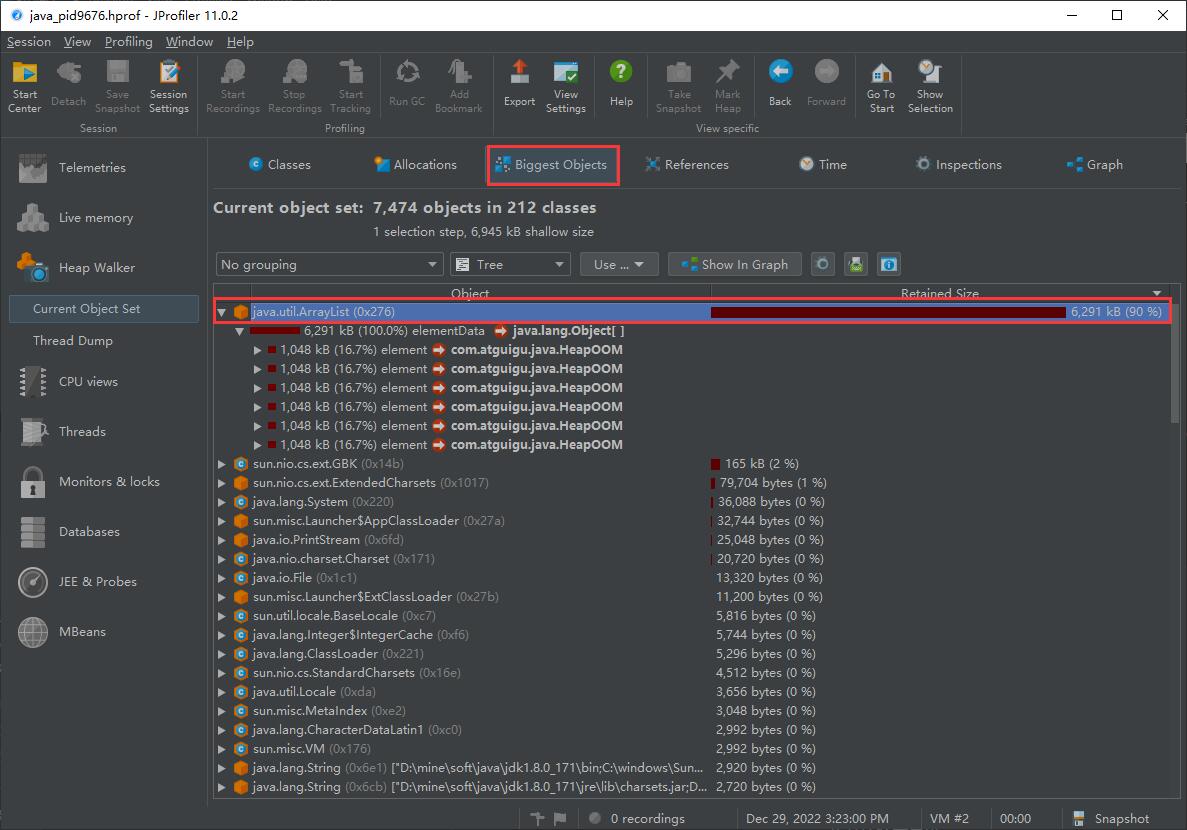 java_pid9676.hprof - JProfiler 11.0.2
Session View Profiling Window Help
Start Center
Detach
Save Snapshot
Session Settings
Start Recordings
Stop Recordings
Start Tracking
Run GC
Add Bookmark
Export
View Settings
Help
Take Snapshot
Mark Heap
Back
Forward
Go To Start
Show Selection
Session
Profiling
View specific
Telemetries
Live memory
Heap Walker
Current Object Set
Thread Dump
CPU views
Threads
Monitors & locks
Databases
JEE & Probes
MBeans
Classes Allocations Biggest Objects References Time Inspections Graph
Current object set: 7,474 objects in 212 classes
1 selection step, 6,945 kB shallow size
No grouping Tree Use ... Show In Graph
Object Retained Size
java.util.ArrayList (0x276) 6,291 kB (90 %)
6,291 kB (100.0%) elementData java.lang.Object[ ]
1,048 kB (16.7%) element com.atguigu.java.HeapOOM
1,048 kB (16.7%) element com.atguigu.java.HeapOOM
1,048 kB (16.7%) element com.atguigu.java.HeapOOM
1,048 kB (16.7%) element com.atguigu.java.HeapOOM
1,048 kB (16.7%) element com.atguigu.java.HeapOOM
1,048 kB (16.7%) element com.atguigu.java.HeapOOM
sun.nio.cs.ext.GBK (0x14b) 165 kB (2 %)
sun.nio.cs.ext.ExtendedCharsets (0x1017) 79,704 bytes (1 %)
java.lang.System (0x220) 36,088 bytes (0 %)
sun.misc.Launcher$AppClassLoader (0x27a) 32,744 bytes (0 %)
java.io.PrintStream (0x6fd) 25,048 bytes (0 %)
java.nio.charset.Charset (0x171) 20,720 bytes (0 %)
java.io.File (0x1c1) 13,320 bytes (0 %)
sun.misc.Launcher$ExtClassLoader (0x27b) 11,200 bytes (0 %)
sun.util.locale.BaseLocale (0xc7) 5,816 bytes (0 %)
java.lang.Integer$IntegerCache (0xf6) 5,744 bytes (0 %)
java.lang.ClassLoader (0x221) 5,296 bytes (0 %)
sun.nio.cs.StandardCharsets (0x16e) 4,512 bytes (0 %)
java.util.Locale (0xda) 3,656 bytes (0 %)
sun.misc.MetaIndex (0xe2) 3,048 bytes (0 %)
java.lang.CharacterDataLatin1 (0xc0) 2,992 bytes (0 %)
sun.misc.VM (0x176) 2,992 bytes (0 %)
java.lang.String (0x6e1) ["D:\mine\soft\java\jdk1.8.0_171\bin;C:\windows\Sun... 2,920 bytes (0 %)
java.lang.String (0x6cb) ["D:\mine\soft\java\jdk1.8.0_171\jre\lib\charsets.jar;D... 2,720 bytes (0 %)
0 recordings Dec 29, 2022 3:23:00 PM VM #2 00:00 Snapshot